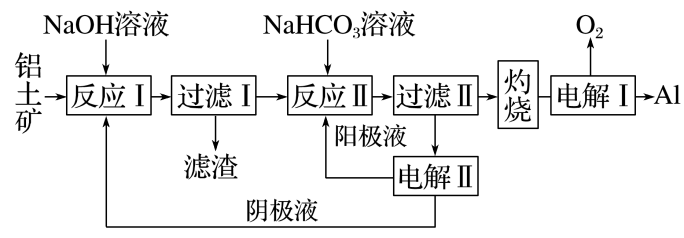 NaOH溶液
NaHCO₃溶液
O₂
铝土矿
反应Ⅰ
过滤Ⅰ
反应Ⅱ
过滤Ⅱ
灼烧
电解Ⅰ
Al
滤渣
阳极液
电解Ⅱ
阴极液